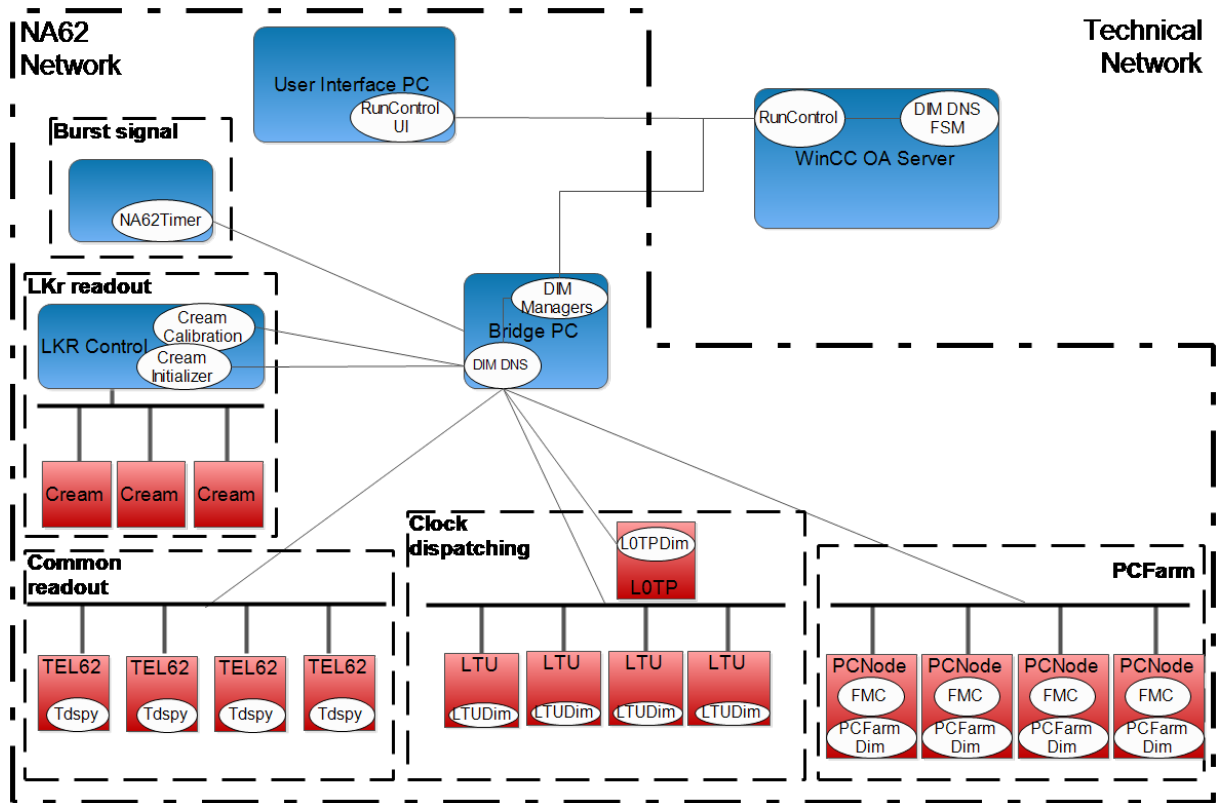 NA62
Network
Technical
Network
User Interface PC
RunControl
UI
RunControl
DIM DNS
FSM
WinCC OA Server
Burst signal
NA62Timer
LKr readout
Cream
Calibration
LKR Control
Cream
Initializer
DIM
Managers
Bridge PC
DIM DNS
Cream
Cream
Cream
Common
readout
TEL62
TEL62
TEL62
TEL62
Tdspy
Tdspy
Tdspy
Tdspy
Clock
dispatching
L0TPDim
L0TP
LTU
LTU
LTU
LTU
LTUDim
LTUDim
LTUDim
LTUDim
PCFarm
PCNode
PCNode
PCNode
PCNode
FMC
FMC
FMC
FMC
PCFarm
Dim
PCFarm
Dim
PCFarm
Dim
PCFarm
Dim